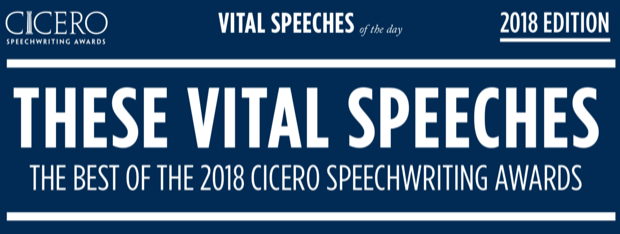 CICERO
SPEECHWRITING AWARDS
VITAL SPEECHES of the day
2018 EDITION
THESE VITAL SPEECHES
THE BEST OF THE 2018 CICERO SPEECHWRITING AWARDS